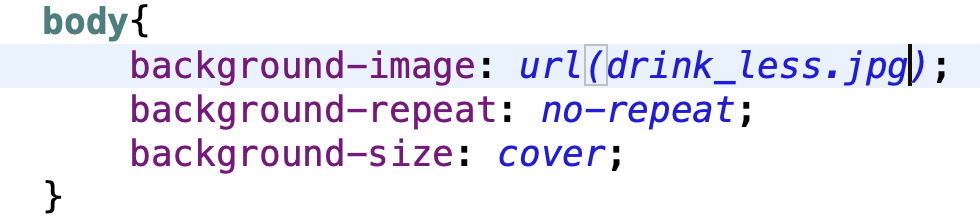 body{
background-image: url(drink_less.jpg);
background-repeat: no-repeat;
background-size: cover;
}